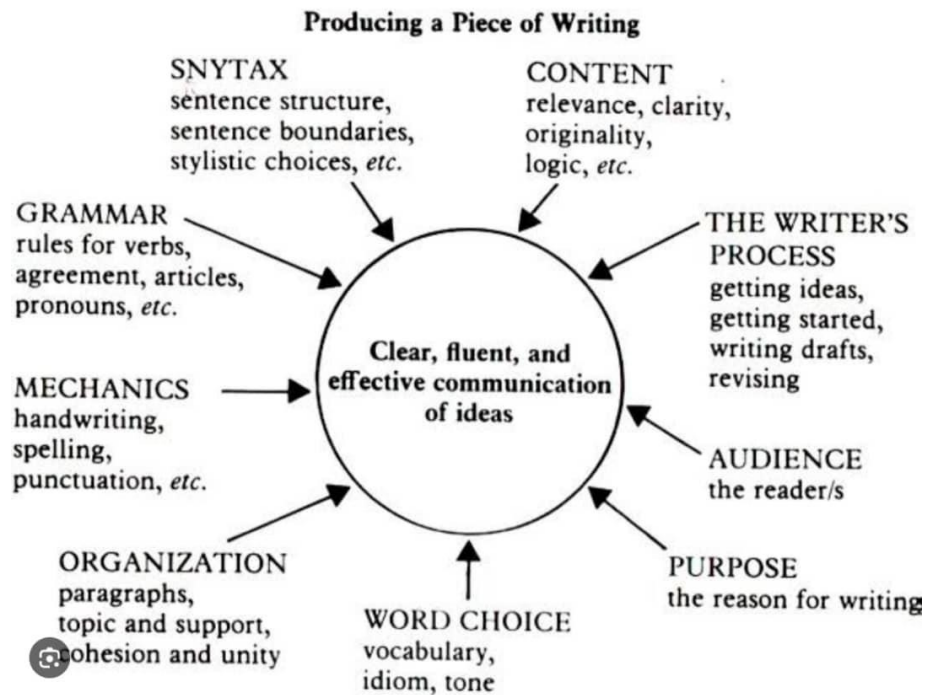 Producing a Piece of Writing
SNYTAX
sentence structure,
sentence boundaries,
stylistic choices, etc.
CONTENT
relevance, clarity,
originality,
logic, etc.
GRAMMAR
rules for verbs,
agreement, articles,
pronouns, etc.
THE WRITER'S
PROCESS
getting ideas,
getting started,
writing drafts,
revising
Clear, fluent, and
effective communication
of ideas
MECHANICS
handwriting,
spelling,
punctuation, etc.
AUDIENCE
the reader/s
ORGANIZATION
paragraphs,
topic and support,
cohesion and unity
WORD CHOICE
vocabulary,
idiom, tone
PURPOSE
the reason for writing